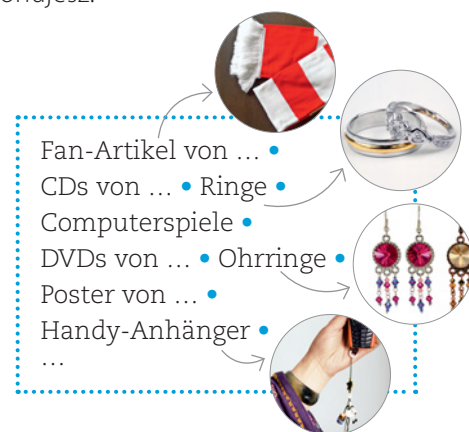 Fan-Artikel von … •
CDs von … • Ringe •
Computerspiele •
DVDs von … • Ohrringe •
Poster von … •
Handy-Anhänger •
…